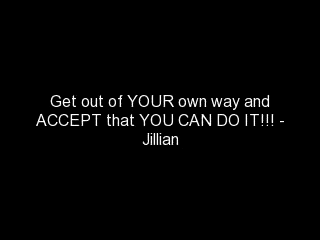 Get out of YOUR own way and
ACCEPT that YOU CAN DO IT!!! -
Jillian